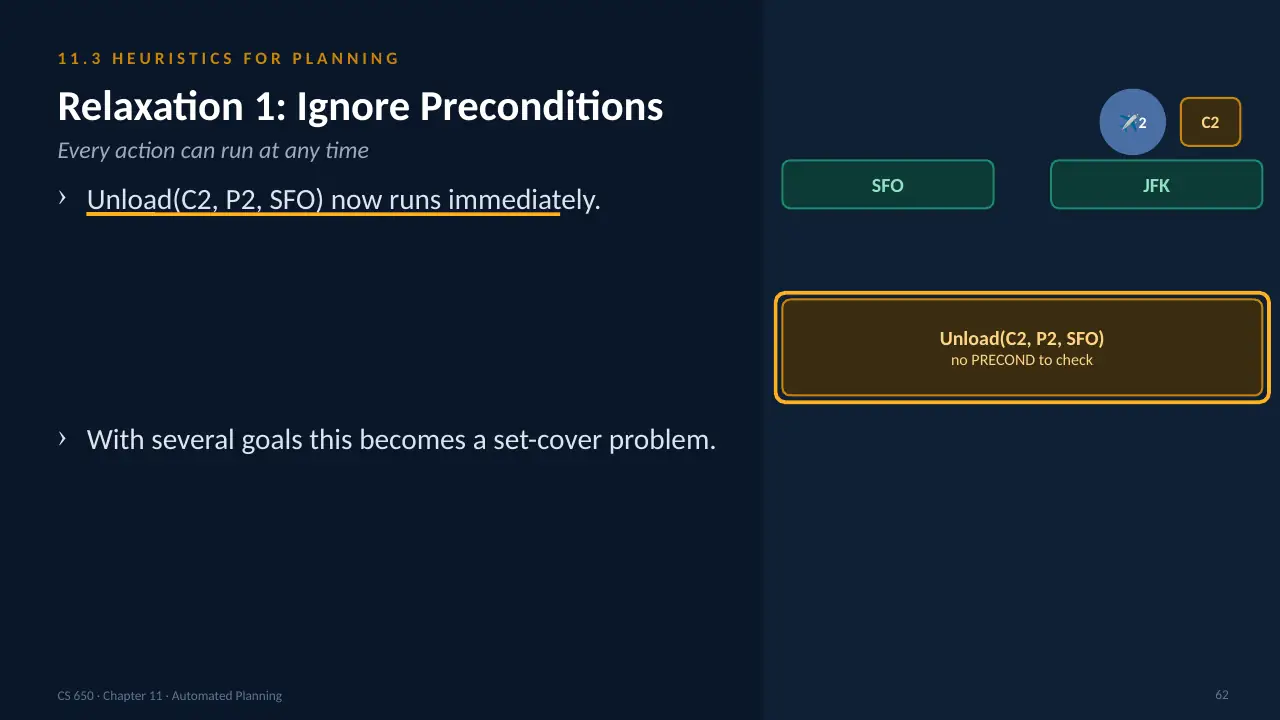 11.3 HEURISTICS FOR PLANNING
Relaxation 1: Ignore Preconditions
Every action can run at any time
› Unload(C2, P2, SFO) now runs immediately.
› With several goals this becomes a set-cover problem.
✈️2
C2
SFO
JFK
Unload(C2, P2, SFO)
no PRECOND to check
CS 650 · Chapter 11 · Automated Planning
62